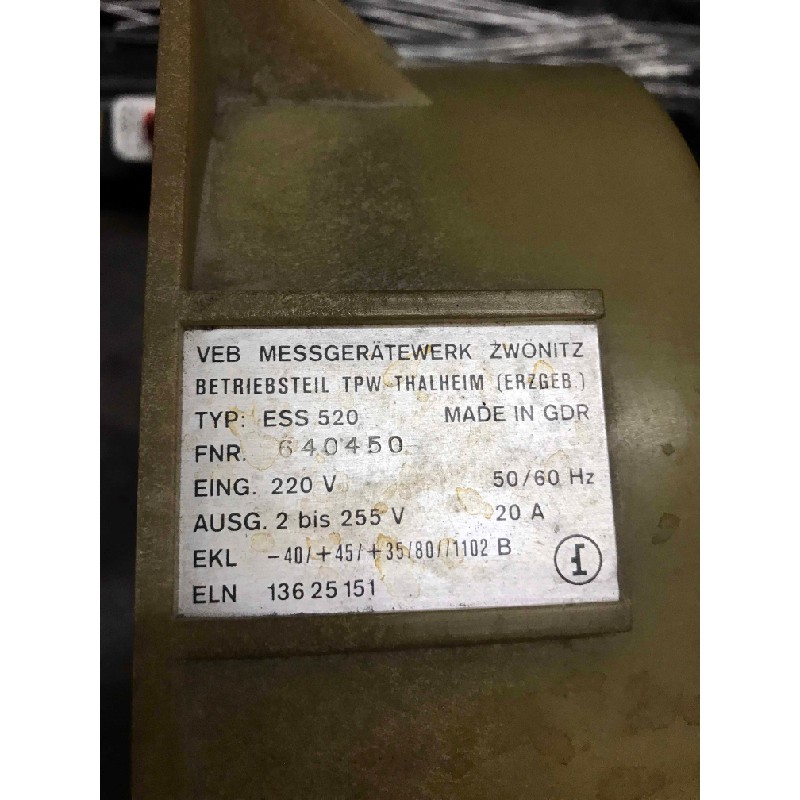 VEB MESSGERÄTEWERK ZWÖNITZ
BETRIEBSTEIL TPW-THALHEIM (ERZGEB.)
TYP: ESS 520 MADE IN GDR
FNR. 640450
EING. 220 V 50/60 Hz
AUSG. 2 bis 255 V 20 A
EKL -40/+45/+35/80//1102 B
ELN 136 25 151